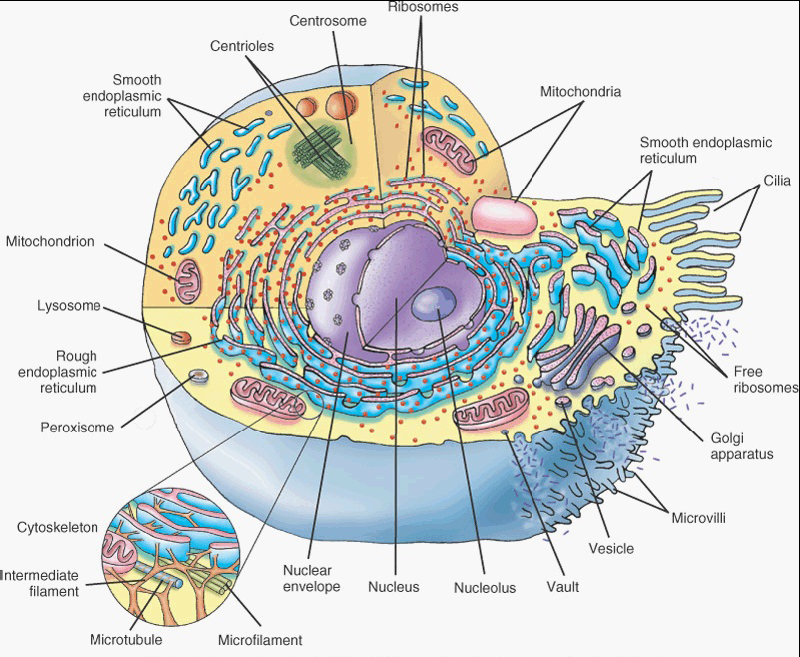 Ribosomes
Centrosome
Centrioles
Smooth
endoplasmic
reticulum
Mitochondria
Smooth endoplasmic
reticulum
Cilia
Mitochondrion
Lysosome
Rough
endoplasmic
reticulum
Peroxisome
Free
ribosomes
Golgi
apparatus
Microvilli
Cytoskeleton
Intermediate
filament
Microtubule
Microfilament
Nuclear
envelope
Nucleus
Nucleolus
Vault
Vesicle